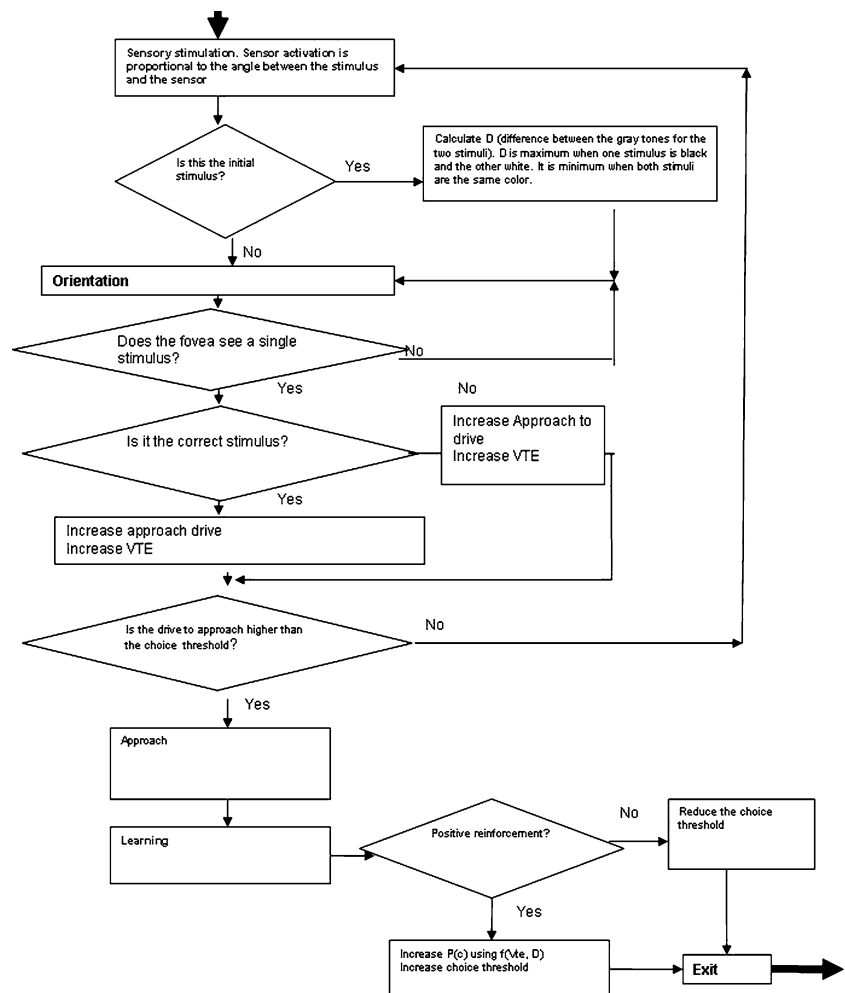 Sensory stimulation. Sensor activation is
proportional to the angle between the stimulus
and the sensor
Is this the initial
stimulus?
Yes
Calculate D (difference between the gray tones for the
two stimuli). D is maximum when one stimulus is black
and the other white. It is minimum when both stimuli
are the same color.
No
Orientation
Does the fovea see a single
stimulus?
No
Yes
No
Is it the correct stimulus?
Increase Approach to
drive
Increase VTE
Yes
Increase approach drive
Increase VTE
Is the drive to approach higher than
the choice threshold?
No
Yes
Approach
Learning
Positive reinforcement?
No
Reduce the choice
threshold
Yes
Increase P(c) using f(Vte, D)
Increase choice threshold
Exit